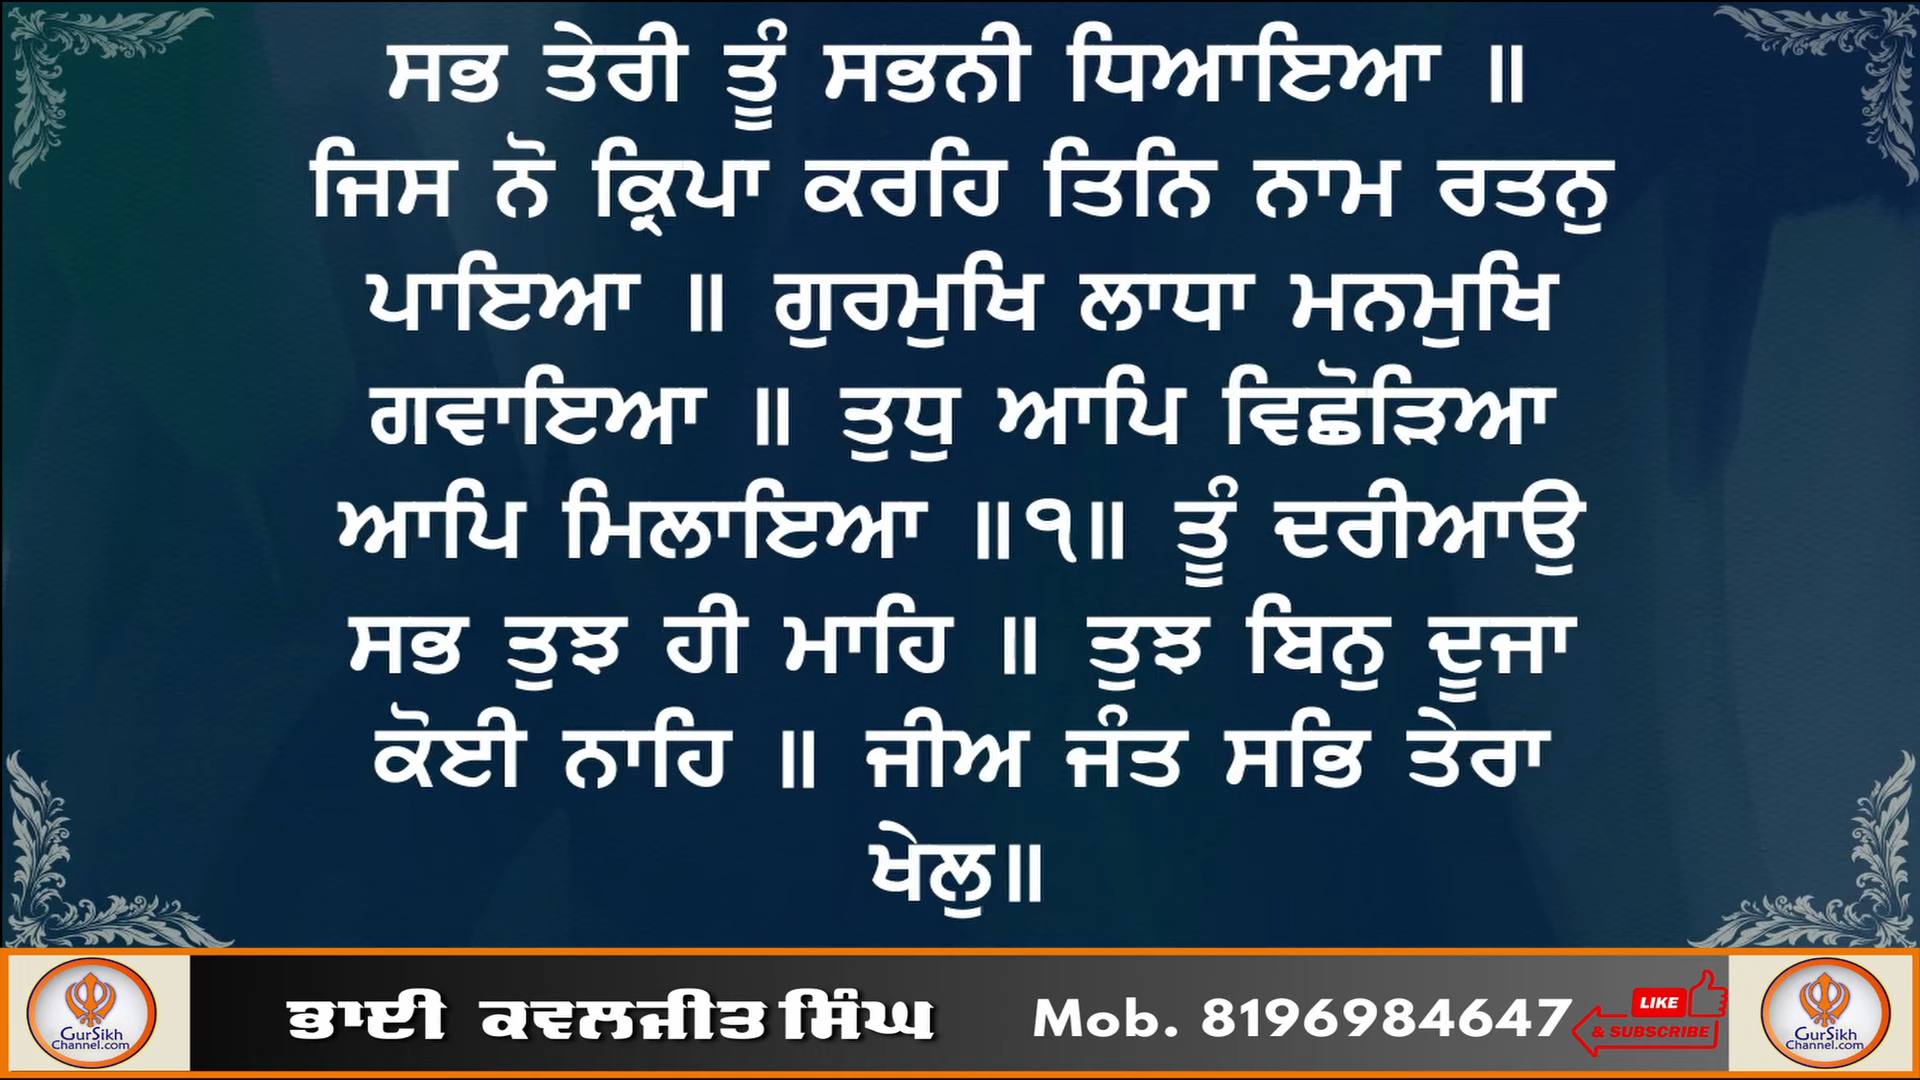 ਸਭ ਤੇਰੀ ਤੂੰ ਸਭਨੀ ਧਿਆਇਆ ॥
ਜਿਸ ਨੋ ਕ੍ਰਿਪਾ ਕਰਹਿ ਤਿਨਿ ਨਾਮ ਰਤਨੁ
ਪਾਇਆ ॥ ਗੁਰਮੁਖਿ ਲਾਧਾ ਮਨਮੁਖਿ
ਗਵਾਇਆ ॥ ਤੁਧੁ ਆਪਿ ਵਿਛੋੜਿਆ
ਆਪਿ ਮਿਲਾਇਆ ॥੧॥ ਤੂੰ ਦਰੀਆਉ
ਸਭ ਤੁਝ ਹੀ ਮਾਹਿ ॥ ਤੁਝ ਬਿਨੁ ਦੂਜਾ
ਕੋਈ ਨਾਹਿ ॥ ਜੀਅ ਜੰਤ ਸਭਿ ਤੇਰਾ
ਖੇਲੁ॥
GurSikh
Channel.com
ਭਾਈ ਕਵਲਜੀਤ ਸਿੰਘ Mob. 8196984647
LIKE
& SUBSCRIBE
GurSikh
Channel.com